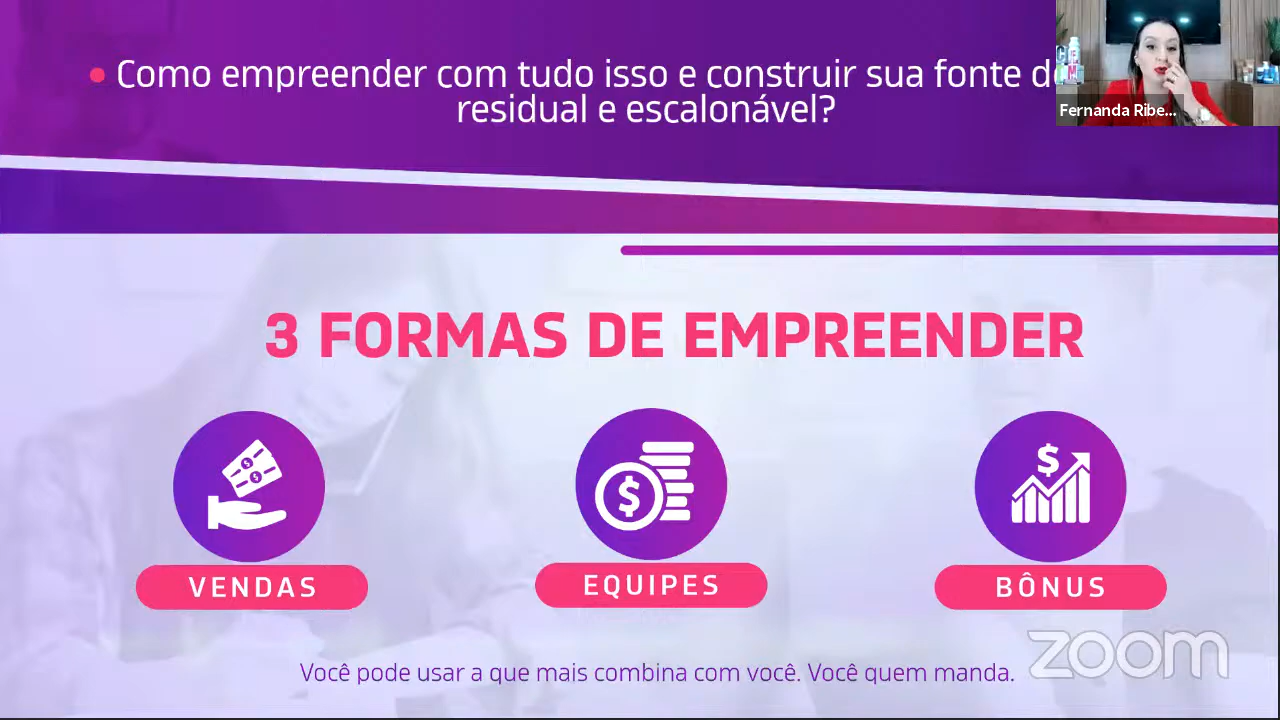 • Como empreender com tudo isso e construir sua fonte
residual e escalonável?
Fernanda Ribe...
3 FORMAS DE EMPREENDER
VENDAS
EQUIPES
BÔNUS
zoom
Você pode usar a que mais combina com você. Você quem manda.